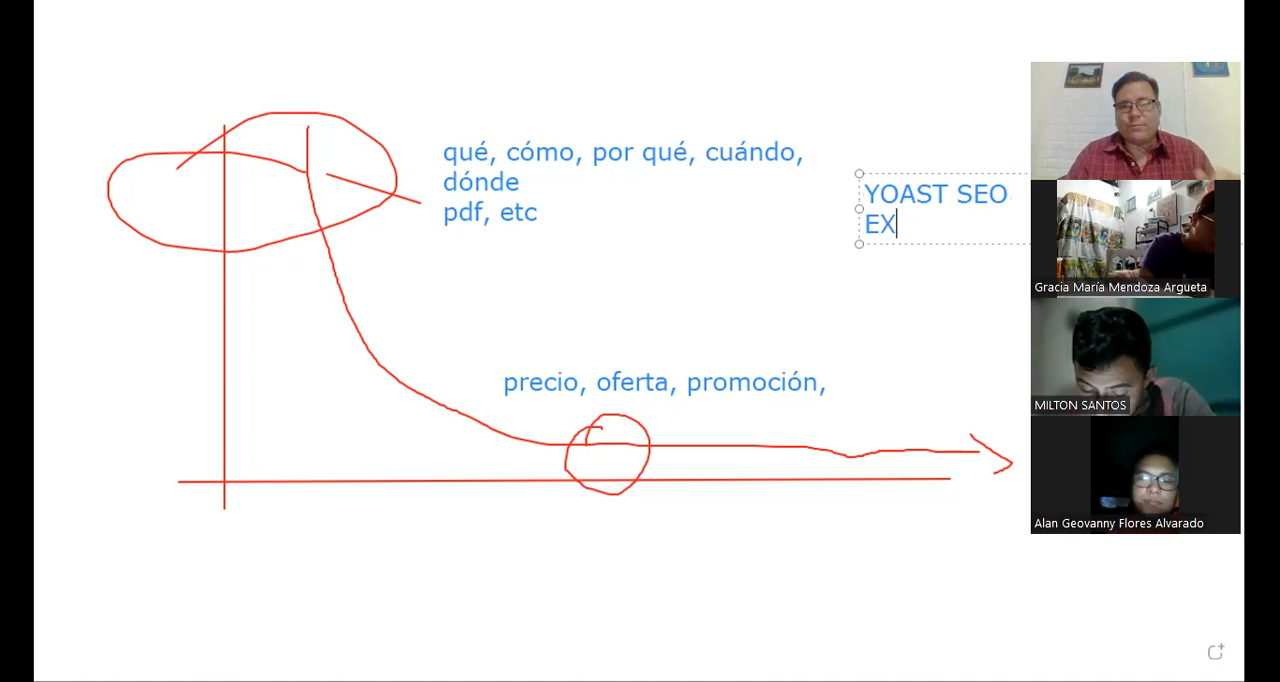 qué, cómo, por qué, cuándo,
dónde
pdf, etc
YOAST SEO
EX
precio, oferta, promoción,
Gracia María Mendoza Argueta
MILTON SANTOS
Alan Geovanny Flores Alvarado